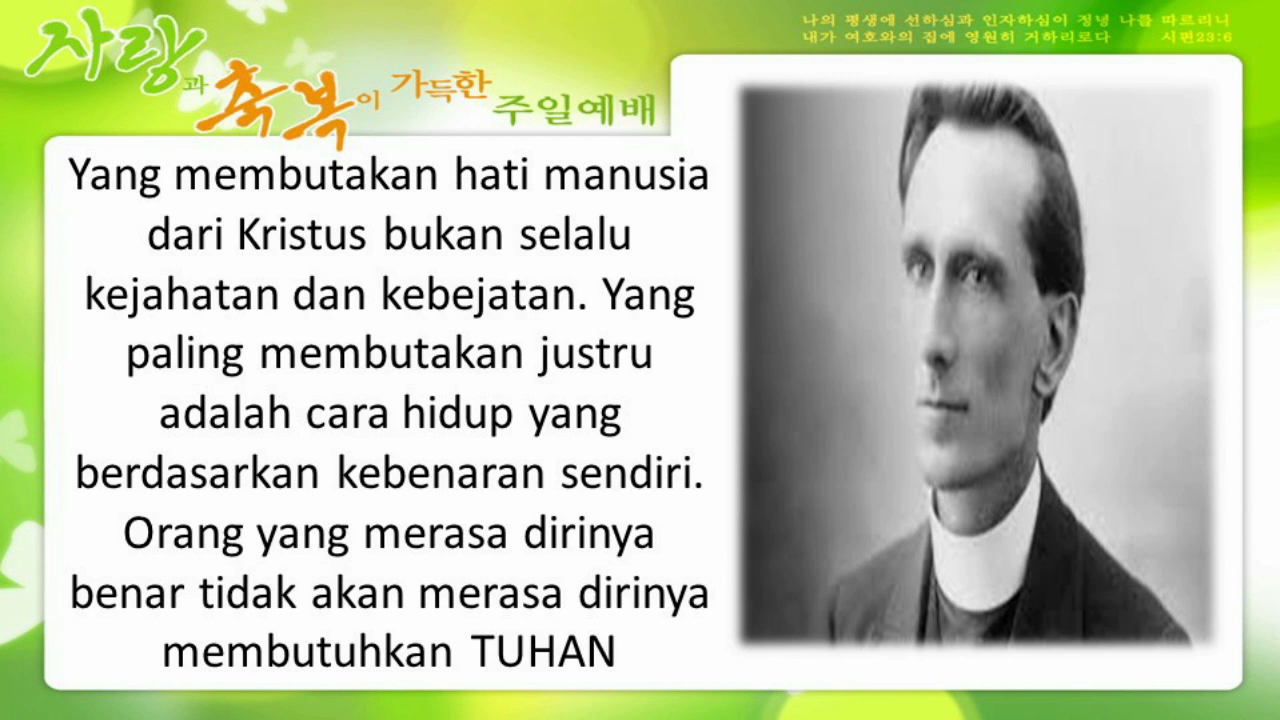 자랑과 축복이 가득한 주일예배
나의 평생에 선하심과 인자하심이 정녕 나를 따르리니
내가 여호와의 집에 영원히 거하리로다 시편23:6
Yang membutakan hati manusia
dari Kristus bukan selalu
kejahatan dan kebejatan. Yang
paling membutakan justru
adalah cara hidup yang
berdasarkan kebenaran sendiri.
Orang yang merasa dirinya
benar tidak akan merasa dirinya
membutuhkan TUHAN